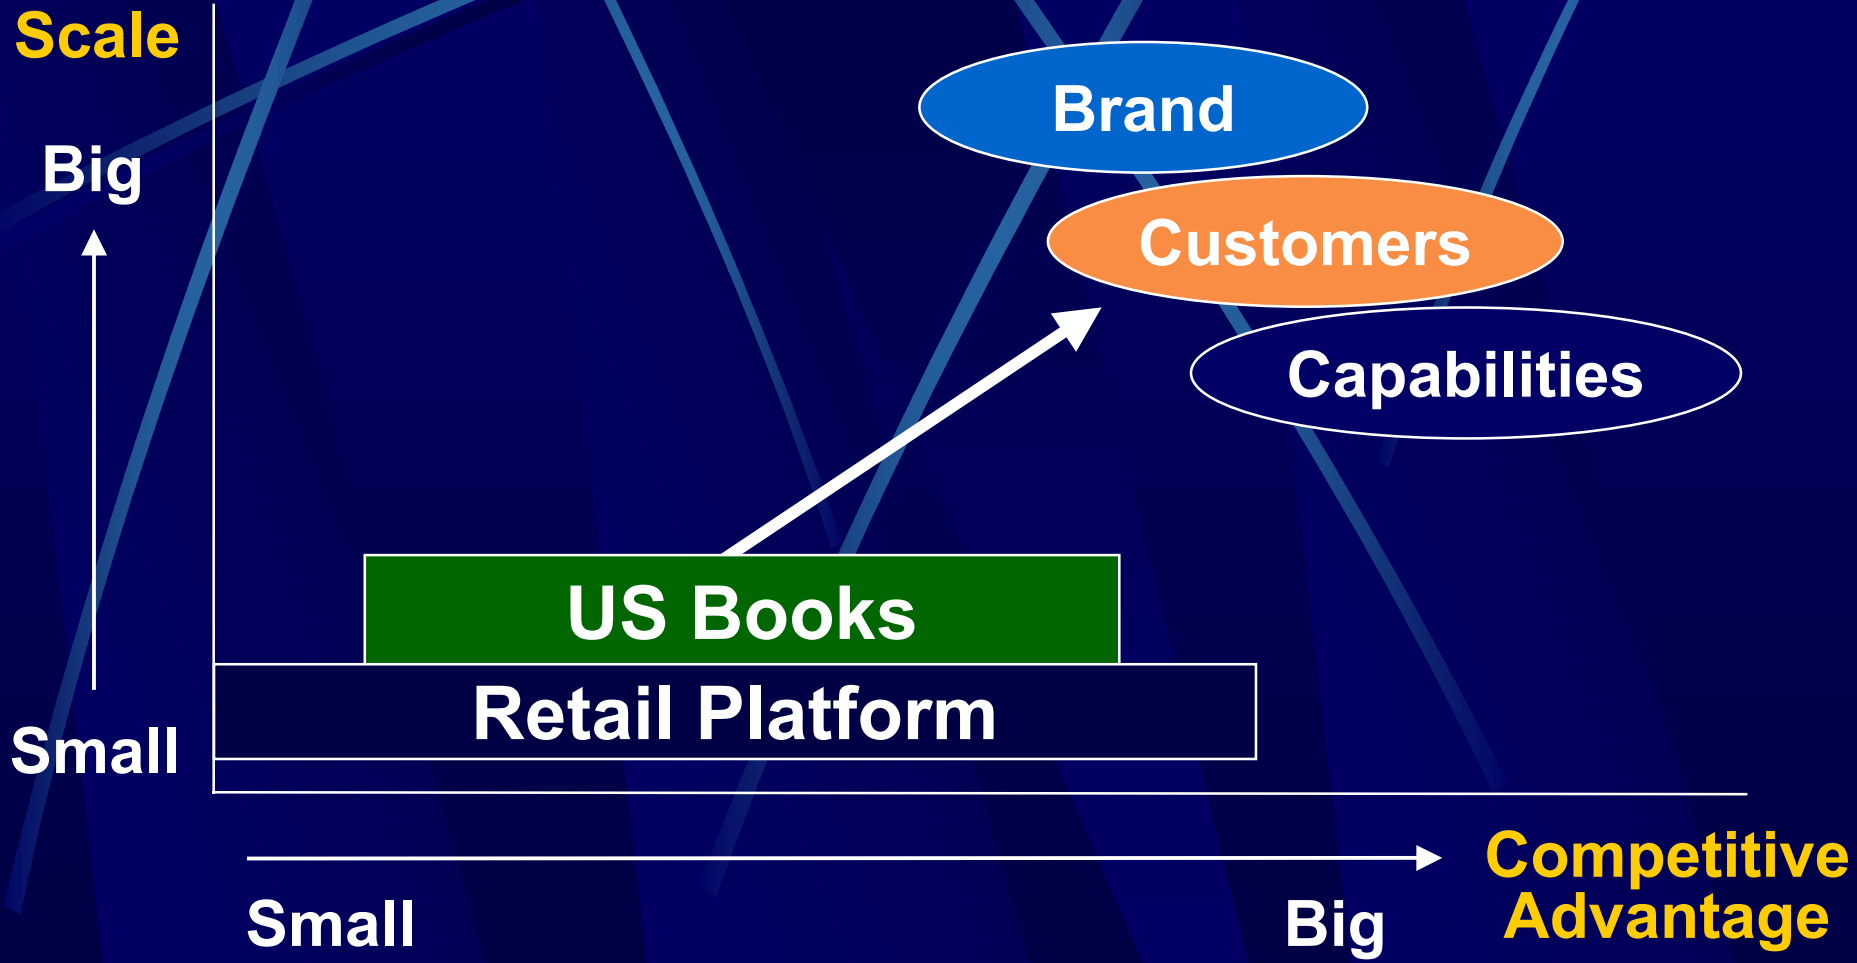 Scale
Brand
Big
Customers
Capabilities
US Books
Retail Platform
Small
Competitive
Advantage
Small
Big